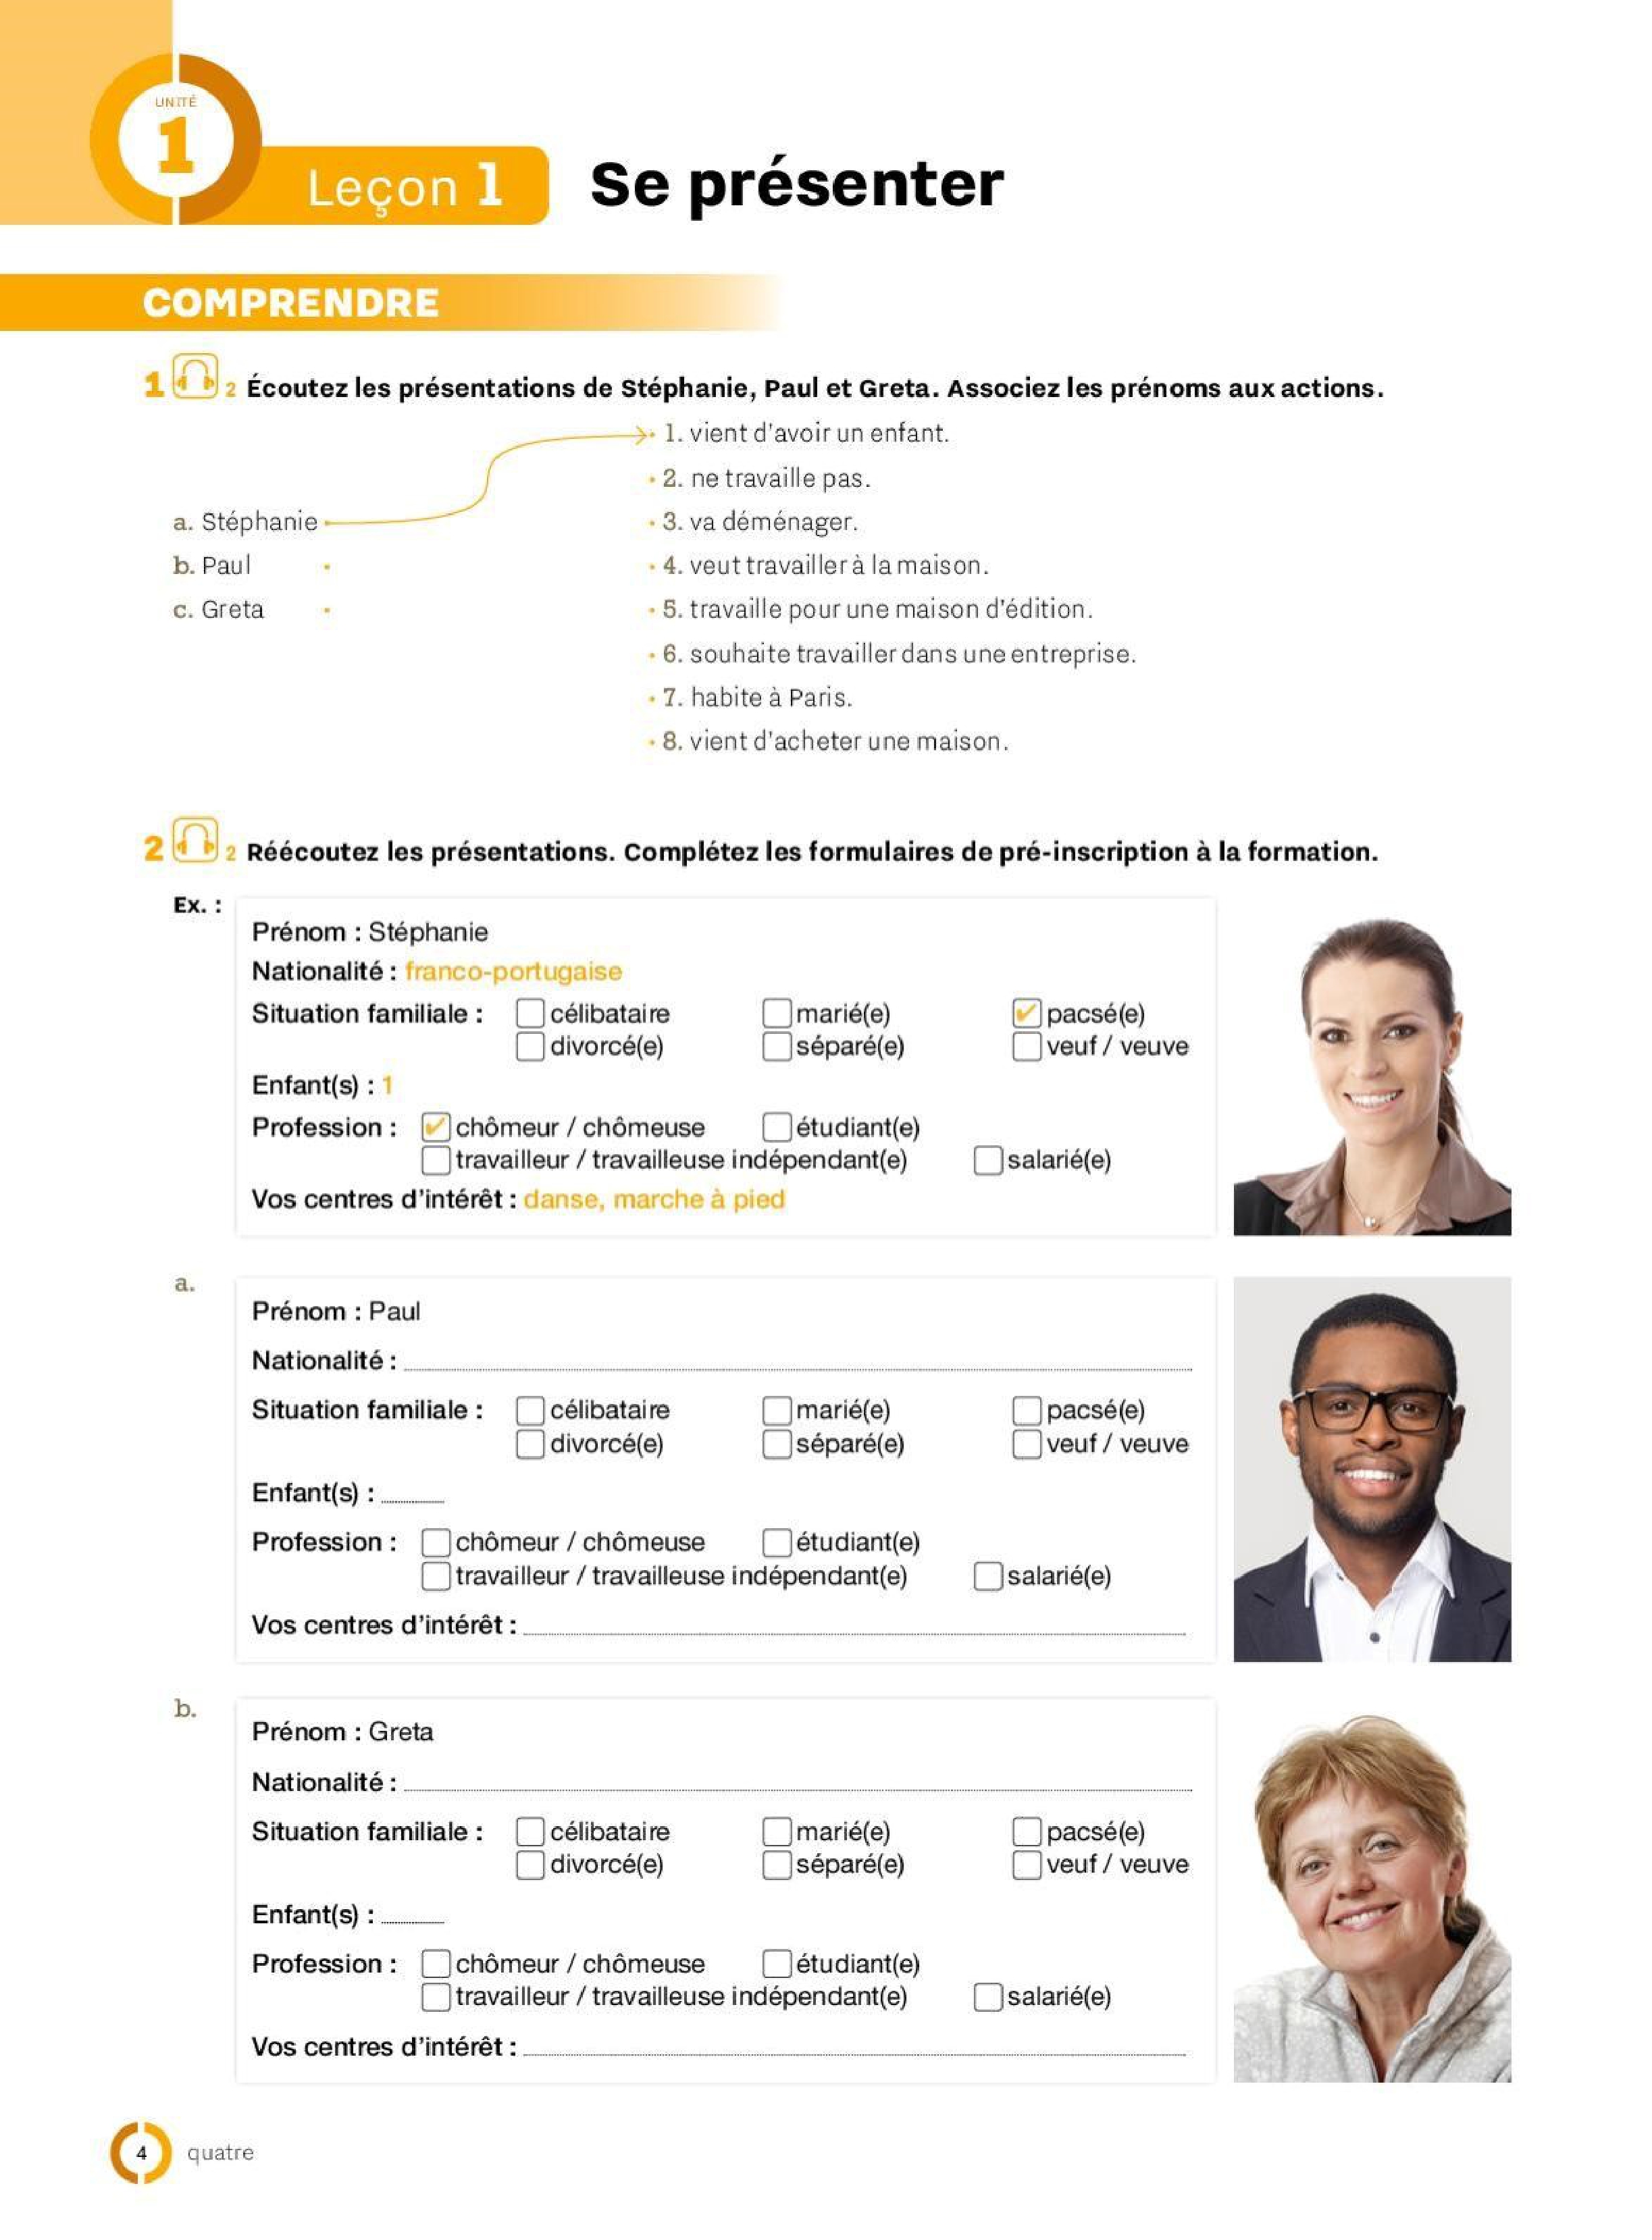 UNITÉ
1
Leçon 1
Se présenter
COMPRENDRE
1 2 Écoutez les présentations de Stéphanie, Paul et Greta. Associez les prénoms aux actions.
1. vient d'avoir un enfant.
2. ne travaille pas.
a. Stéphanie
3. va déménager.
b. Paul
4. veut travailler à la maison.
c. Greta
5. travaille pour une maison d'édition.
6. souhaite travailler dans une entreprise.
7. habite à Paris.
8. vient d'acheter une maison.
2 2 Réécoutez les présentations. Complétez les formulaires de pré-inscription à la formation.
Ex. :
Prénom : Stéphanie
Nationalité : franco-portugaise
Situation familiale : célibataire marié(e) pacsé(e)
divorcé(e) séparé(e) veuf / veuve
Enfant(s) : 1
Profession : chômeur / chômeuse étudiant(e)
travailleur / travailleuse indépendant(e) salarié(e)
Vos centres d'intérêt : danse, marche à pied
a.
Prénom : Paul
Nationalité :
Situation familiale : célibataire marié(e) pacsé(e)
divorcé(e) séparé(e) veuf / veuve
Enfant(s) :
Profession : chômeur / chômeuse étudiant(e)
travailleur / travailleuse indépendant(e) salarié(e)
Vos centres d'intérêt :
b.
Prénom : Greta
Nationalité :
Situation familiale : célibataire marié(e) pacsé(e)
divorcé(e) séparé(e) veuf / veuve
Enfant(s) :
Profession : chômeur / chômeuse étudiant(e)
travailleur / travailleuse indépendant(e) salarié(e)
Vos centres d'intérêt :
4 quatre